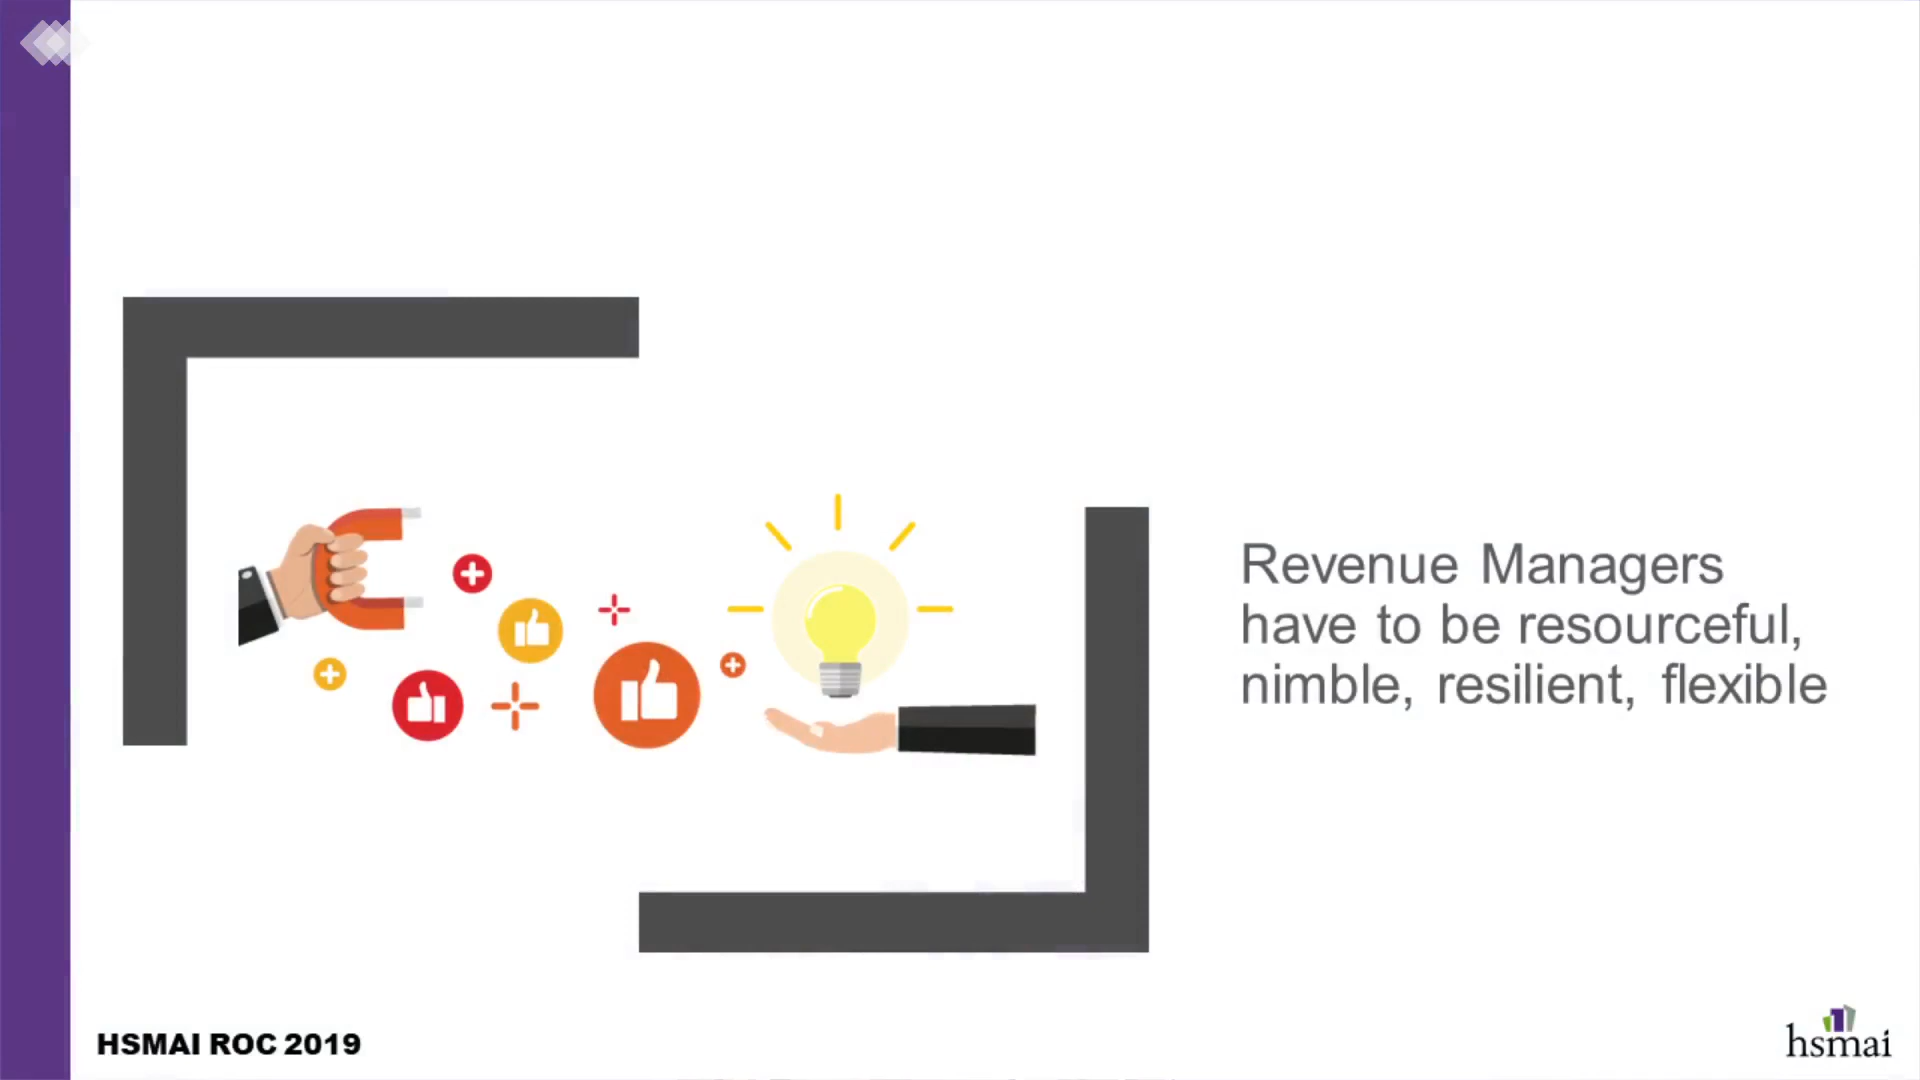 Revenue Managers
have to be resourceful,
nimble, resilient, flexible
HSMAI ROC 2019
hsmai